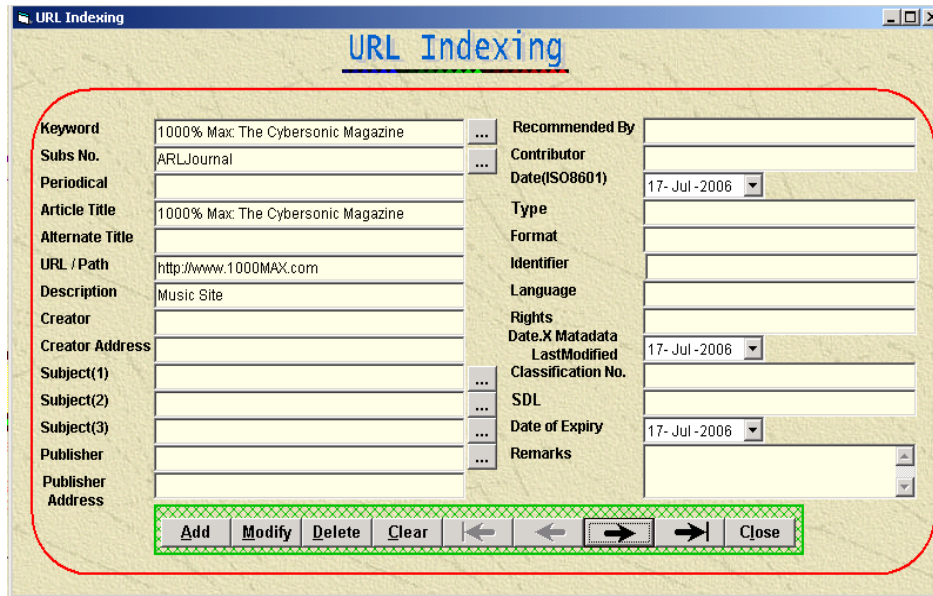 URL Indexing
URL Indexing
Keyword 1000% Max: The Cybersonic Magazine ...
Subs No. ARLJournal ...
Periodical
Article Title 1000% Max: The Cybersonic Magazine
Alternate Title
URL / Path http://www.1000MAX.com
Description Music Site
Creator
Creator Address
Subject(1) ...
Subject(2) ...
Subject(3) ...
Publisher ...
Publisher
Address
Recommended By
Contributor
Date(ISO8601) 17- Jul -2006
Type
Format
Identifier
Language
Rights
Date.X Matadata
LastModified 17- Jul -2006
Classification No.
SDL
Date of Expiry 17- Jul -2006
Remarks
Add Modify Delete Clear Close